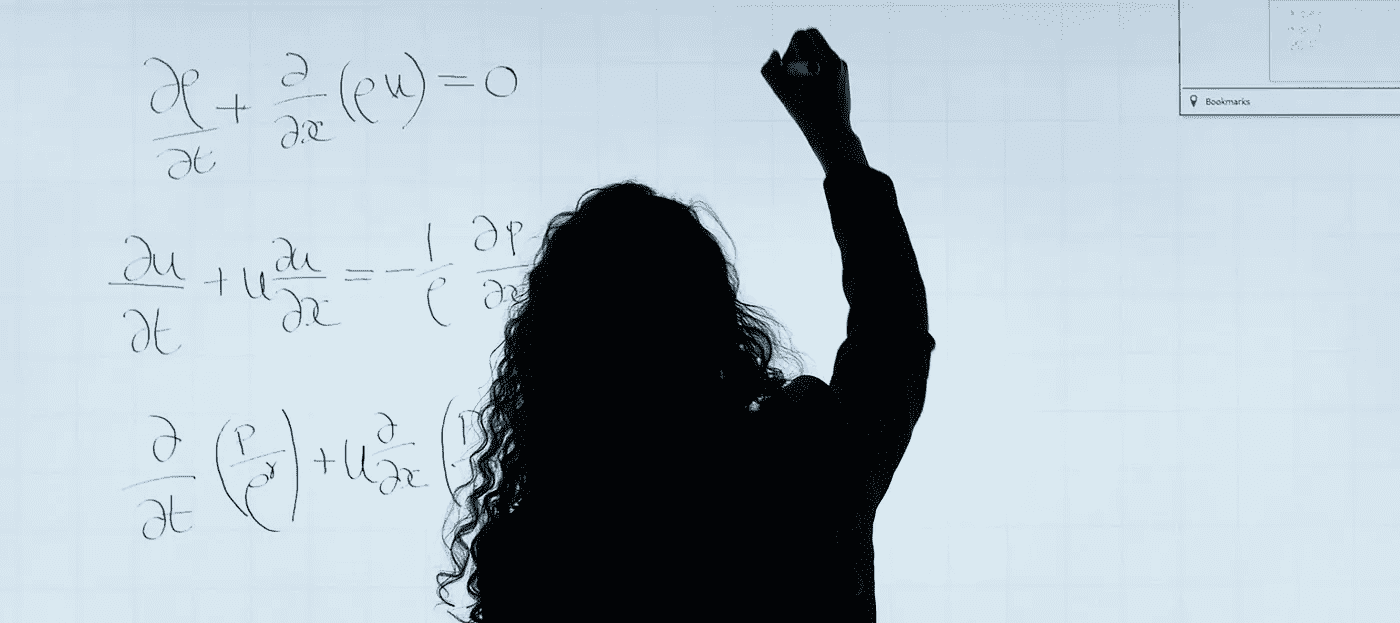 ∂ρ/∂t + ∂/∂x (ρu) = 0
∂u/∂t + u ∂u/∂x = − 1/ρ ∂p/∂x
∂/∂t (p/ρ^γ) + u ∂/∂x (p
Bookmarks